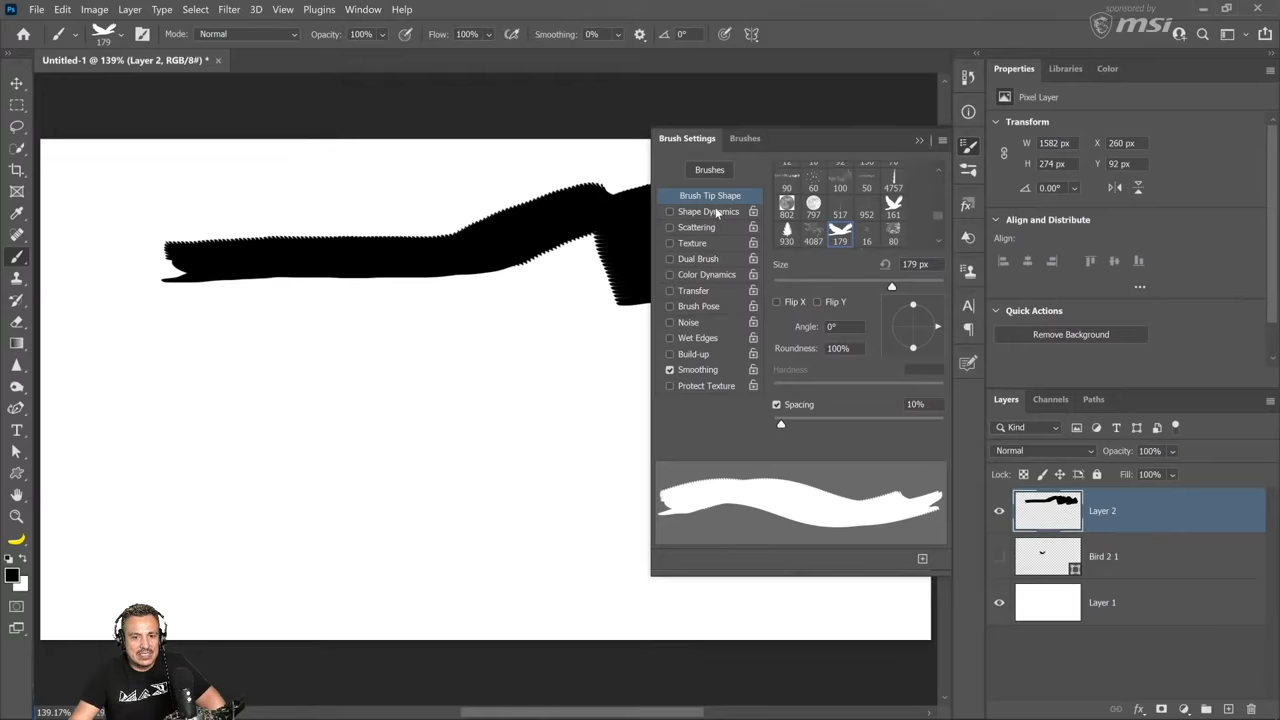 sponsored by
msi
Ps File Edit Image Layer Type Select Filter 3D View Plugins Window Help
179 Mode: Normal Opacity: 100% Flow: 100% Smoothing: 0% 0°
Untitled-1 @ 139% (Layer 2, RGB/8#) * ×
Brush Settings Brushes
Brushes
Brush Tip Shape
Shape Dynamics
Scattering
Texture
Dual Brush
Color Dynamics
Transfer
Brush Pose
Noise
Wet Edges
Build-up
Smoothing
Protect Texture
90 60 100 50 4757
802 797 517 952 161
930 4087 179 16 80
Size 179 px
Flip X Flip Y
Angle: 0°
Roundness: 100%
Hardness
Spacing 10%
Properties Libraries Color
Pixel Layer
Transform
W 1582 px X 260 px
H 274 px Y 92 px
0.00°
Align and Distribute
Align:
Quick Actions
Remove Background
Layers Channels Paths
Kind
Normal Opacity: 100%
Lock: Fill: 100%
Layer 2
Bird 2 1
Layer 1
139.17%